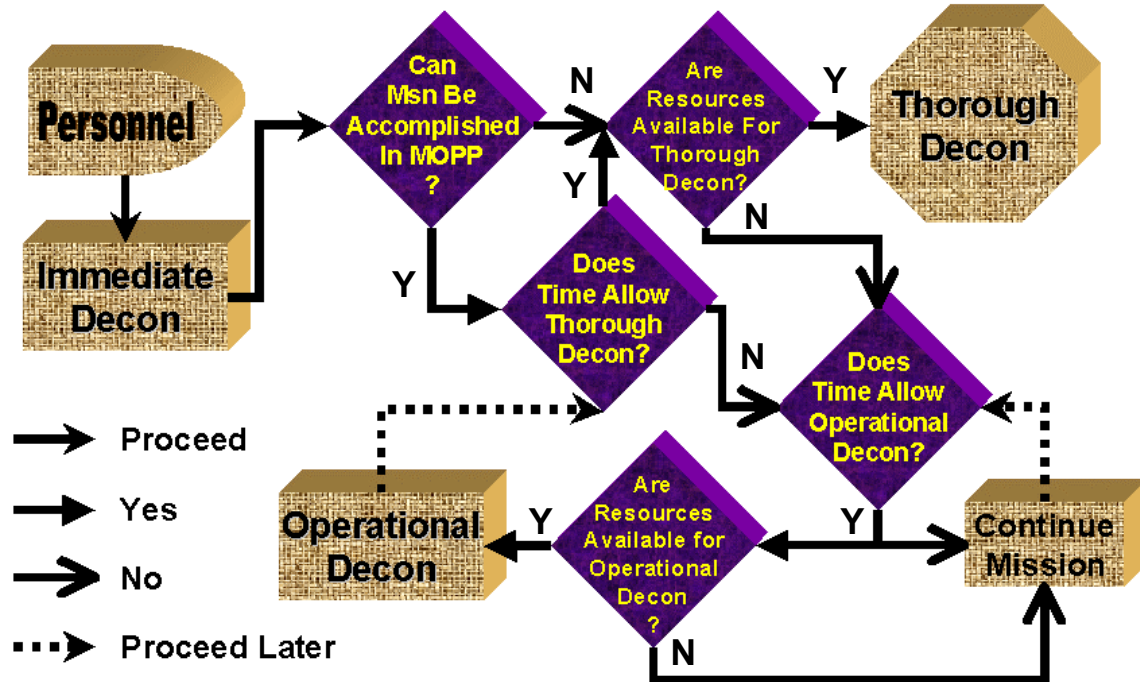 Personnel
Immediate
Decon
Can
Msn Be
Accomplished
In MOPP
?
N
Y
Are
Resources
Available For
Thorough
Decon?
Y
N
Thorough
Decon
Does
Time Allow
Thorough
Decon?
Y
N
Does
Time Allow
Operational
Decon?
Y
Are
Resources
Available for
Operational
Decon
?
Y
N
Operational
Decon
Continue
Mission
Proceed
Yes
No
Proceed Later